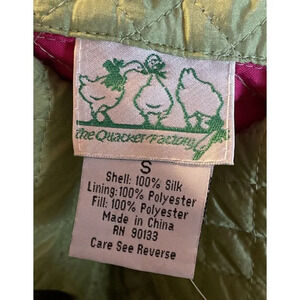 The Quacker Factory
S
Shell: 100% Silk
Lining: 100% Polyester
Fill: 100% Polyester
Made in China
RN 90133
Care See Reverse